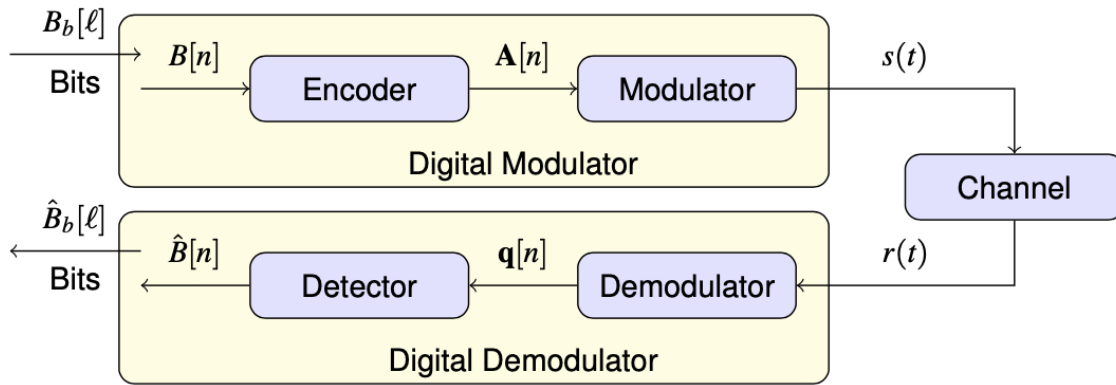 B_b[ℓ]
Bits
B[n]
Encoder
A[n]
Modulator
s(t)
Digital Modulator
Channel
B̂_b[ℓ]
Bits
B̂[n]
Detector
q[n]
Demodulator
r(t)
Digital Demodulator